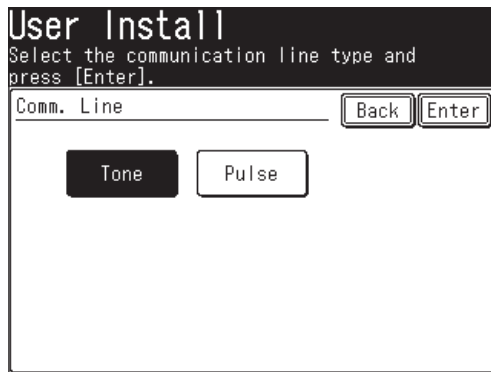 User Install
Select the communication line type and
press [Enter].
Comm. Line
Back Enter
Tone Pulse